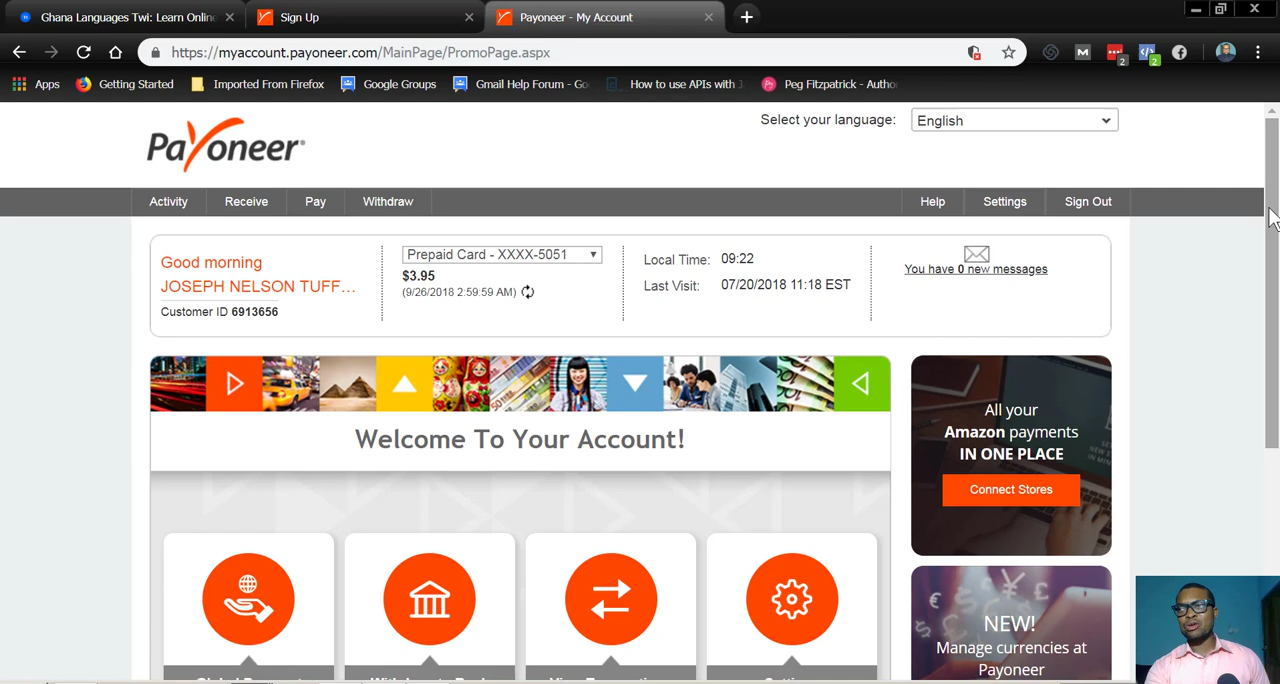 Ghana Languages Twi: Learn Onlin
Sign Up
Payoneer - My Account
https://myaccount.payoneer.com/MainPage/PromoPage.aspx
2
2
Apps
Getting Started
Imported From Firefox
Google Groups
Gmail Help Forum - Go
How to use APIs with J
Peg Fitzpatrick - Author
Payoneer
Select your language:
English
Activity
Receive
Pay
Withdraw
Help
Settings
Sign Out
Good morning
JOSEPH NELSON TUFF…
Customer ID 6913656
Prepaid Card - XXXX-5051
$3.95
(9/26/2018 2:59:59 AM)
Local Time: 09:22
Last Visit: 07/20/2018 11:18 EST
You have 0 new messages
Welcome To Your Account!
All your
Amazon payments
IN ONE PLACE
Connect Stores
NEW!
Manage currencies at
Payoneer